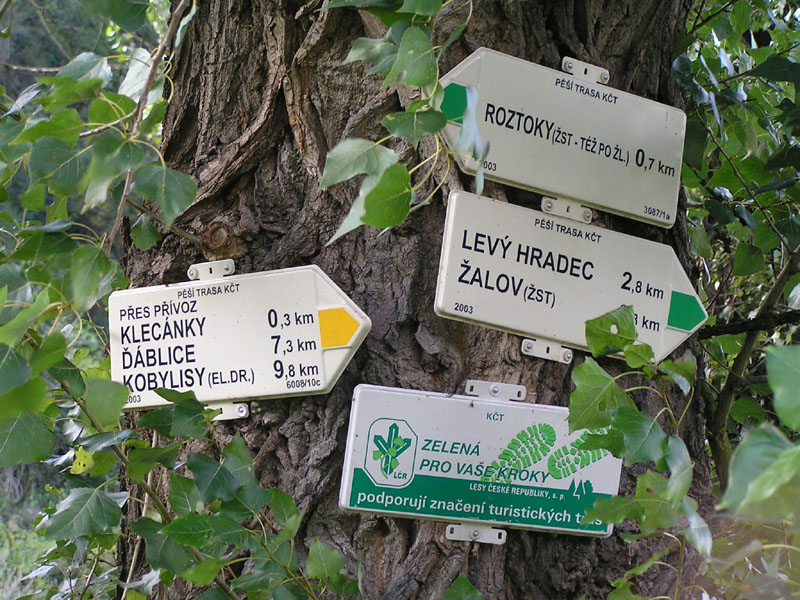 PĚŠÍ TRASA KČT
ROZTOKY (ŽST - TÉŽ PO ŽL.) 0,7 km
2003 3087/1a
PĚŠÍ TRASA KČT
LEVÝ HRADEC 2,8 km
ŽALOV (ŽST) km
2003
PĚŠÍ TRASA KČT
PŘES PŘÍVOZ
KLECÁNKY 0,3 km
ĎÁBLICE 7,3 km
KOBYLISY (EL.DR.) 9,8 km
2003 6008/10c
KČT
LCR
ZELENÁ
PRO VAŠE KROKY
LESY ČESKÉ REPUBLIKY, s. p.
podporují značení turistických